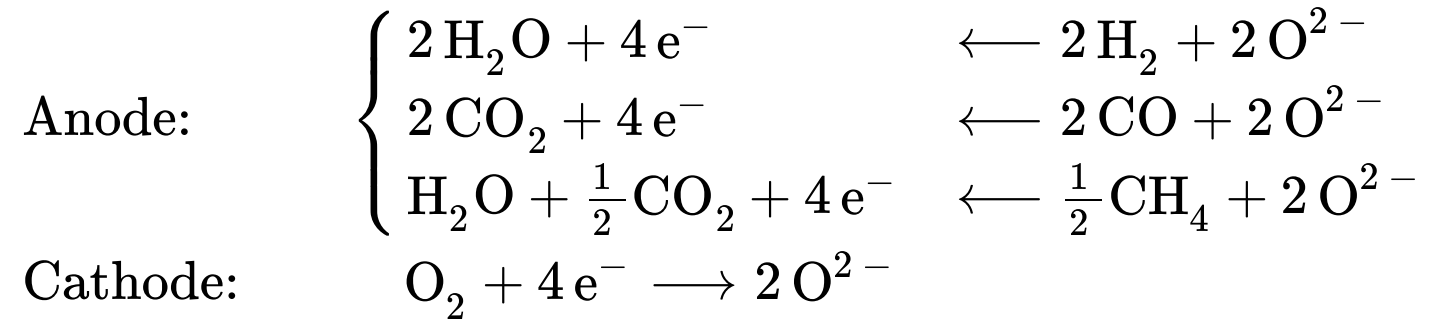 2 H₂O + 4 e⁻ ⟵ 2 H₂ + 2 O²⁻
Anode: 2 CO₂ + 4 e⁻ ⟵ 2 CO + 2 O²⁻
H₂O + ½ CO₂ + 4 e⁻ ⟵ ½ CH₄ + 2 O²⁻
Cathode: O₂ + 4 e⁻ ⟶ 2 O²⁻